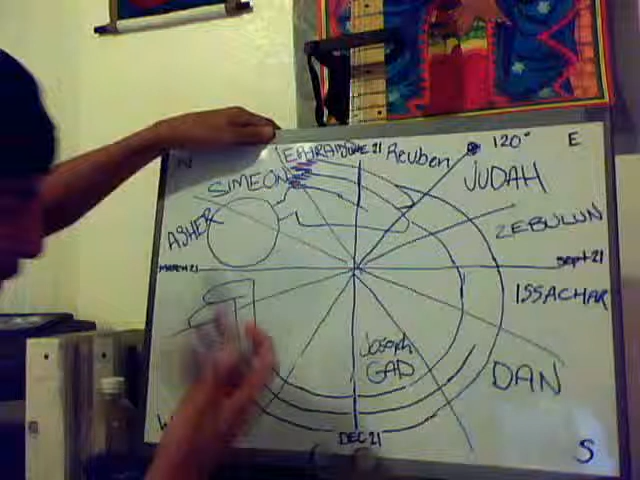 N
EPHRAIM
JUNE 21
Reuben
120°
E
SIMEON
JUDAH
ASHER
ZEBULUN
MARCH 21
Sept 21
ISSACHAR
Joseph
GAD
DAN
DEC 21
S